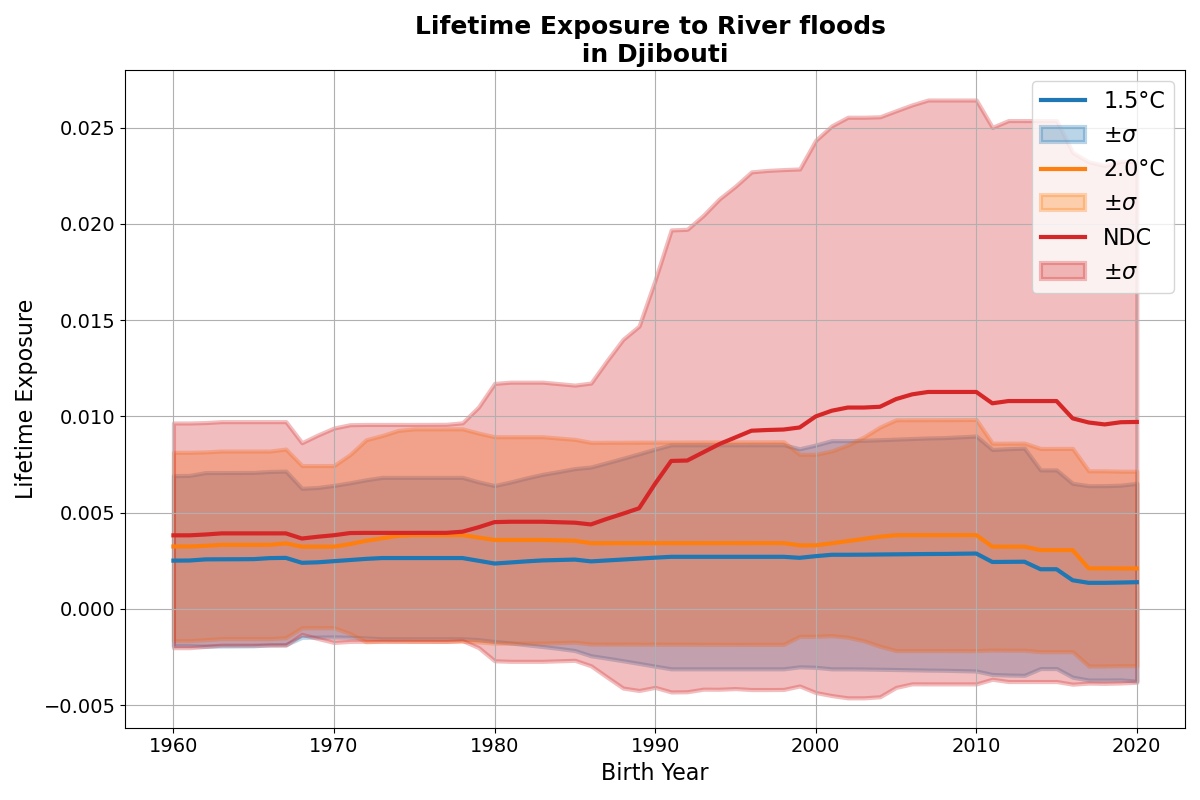 Lifetime Exposure to River floods
in Djibouti
1.5°C
±σ
2.0°C
±σ
NDC
±σ
Lifetime Exposure
0.025
0.020
0.015
0.010
0.005
0.000
−0.005
1960 1970 1980 1990 2000 2010 2020
Birth Year